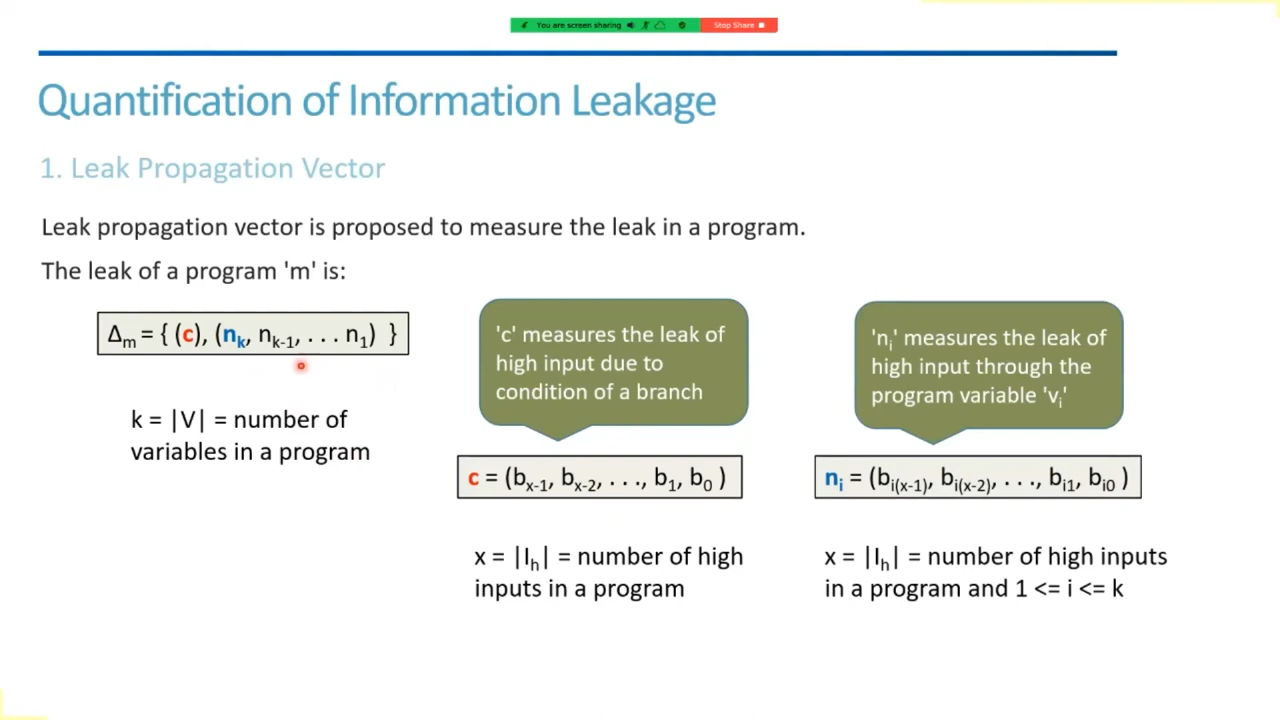 You are screen sharing
Stop Share
Quantification of Information Leakage
1. Leak Propagation Vector
Leak propagation vector is proposed to measure the leak in a program.
The leak of a program 'm' is:
Δm = { (c), (nk, nk-1, . . . n1) }
k = |V| = number of
variables in a program
'c' measures the leak of
high input due to
condition of a branch
c = (bx-1, bx-2, . . ., b1, b0 )
x = |Ih| = number of high
inputs in a program
'ni' measures the leak of
high input through the
program variable 'vi'
ni = (bi(x-1), bi(x-2), . . ., bi1, bi0 )
x = |Ih| = number of high inputs
in a program and 1 <= i <= k